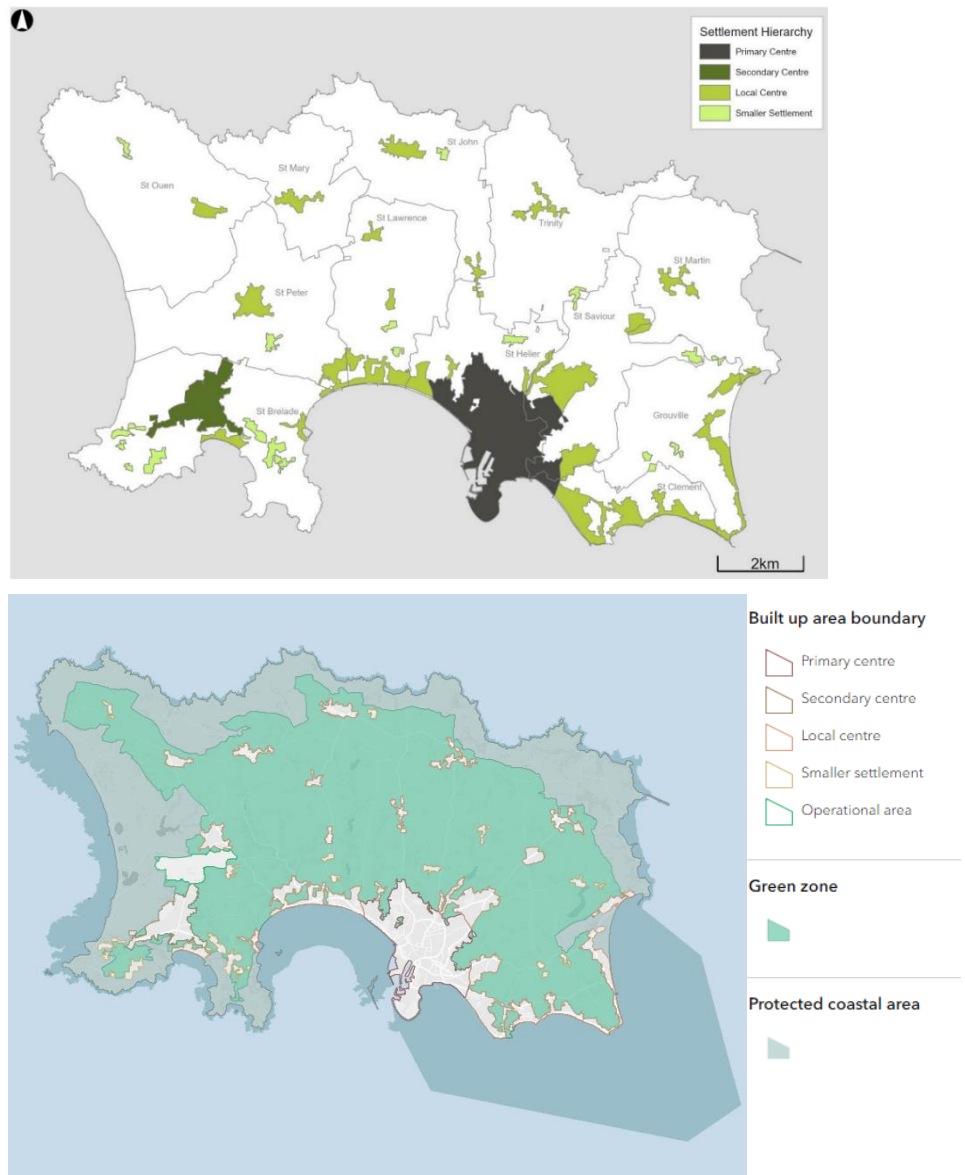 Settlement Hierarchy
Primary Centre
Secondary Centre
Local Centre
Smaller Settlement
St John
St Mary
St Ouen
St Lawrence
Trinity
St Martin
St Peter
St Saviour
St Helier
St Brelade
Grouville
St Clement
2km
Built up area boundary
Primary centre
Secondary centre
Local centre
Smaller settlement
Operational area
Green zone
Protected coastal area